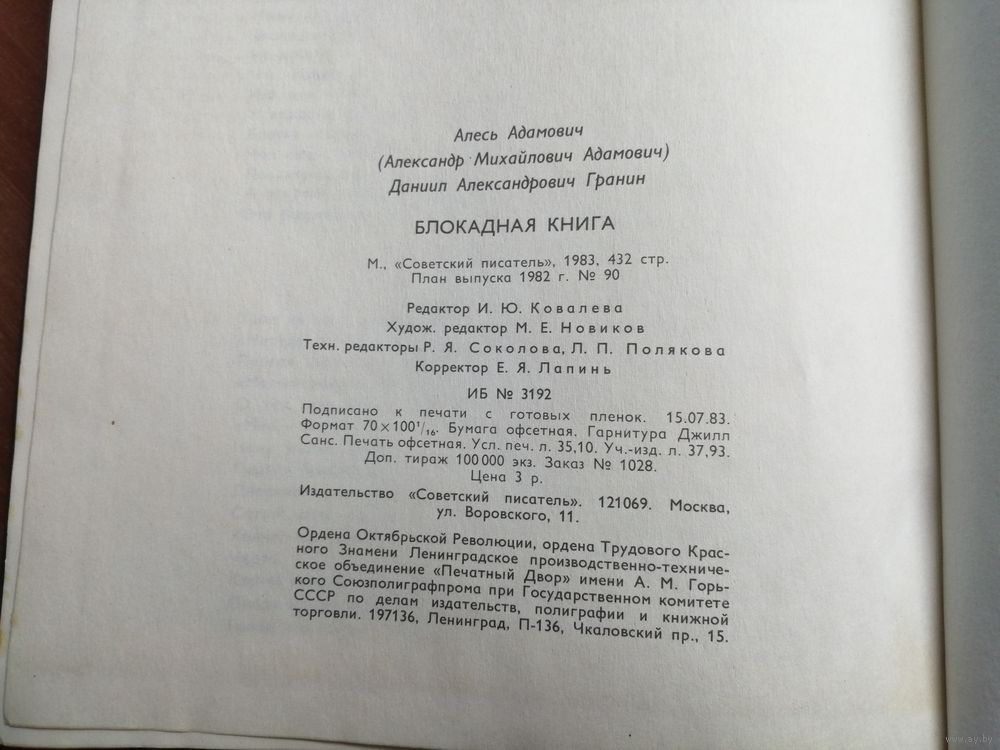 Алесь Адамович
(Александр Михайлович Адамович)
Даниил Александрович Гранин
БЛОКАДНАЯ КНИГА
М., «Советский писатель», 1983, 432 стр.
План выпуска 1982 г. № 90
Редактор И. Ю. Ковалева
Худож. редактор М. Е. Новиков
Техн. редакторы Р. Я. Соколова, Л. П. Полякова
Корректор Е. Я. Лапинь
ИБ № 3192
Подписано к печати с готовых пленок. 15.07.83.
Формат 70×100¹/₁₆. Бумага офсетная. Гарнитура Джилл
Санс. Печать офсетная. Усл. печ. л. 35,10. Уч.-изд. л. 37,93.
Доп. тираж 100 000 экз. Заказ № 1028.
Цена 3 р.
Издательство «Советский писатель». 121069. Москва,
ул. Воровского, 11.
Ордена Октябрьской Революции, ордена Трудового Крас-
ного Знамени Ленинградское производственно-техниче-
ское объединение «Печатный Двор» имени А. М. Горь-
кого Союзполиграфпрома при Государственном комитете
СССР по делам издательств, полиграфии и книжной
торговли. 197136, Ленинград, П-136, Чкаловский пр., 15.
www.ay.by